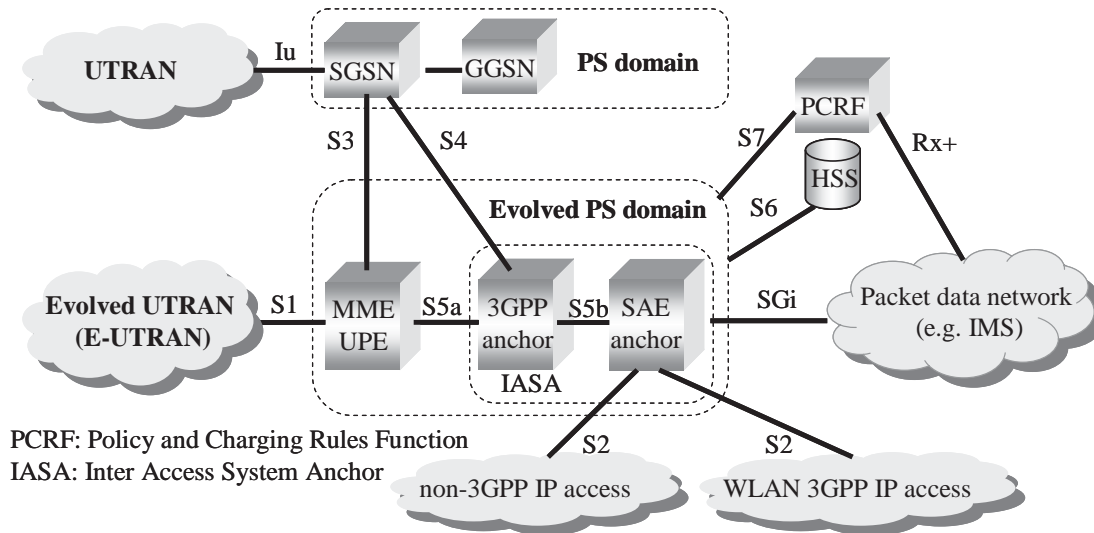 UTRAN
Iu
SGSN
GGSN
PS domain
PCRF
HSS
S7
Rx+
S6
S3
S4
Evolved PS domain
Evolved UTRAN
(E-UTRAN)
S1
MME
UPE
S5a
3GPP
anchor
S5b
SAE
anchor
IASA
SGi
Packet data network
(e.g. IMS)
PCRF: Policy and Charging Rules Function
IASA: Inter Access System Anchor
S2
S2
non-3GPP IP access
WLAN 3GPP IP access